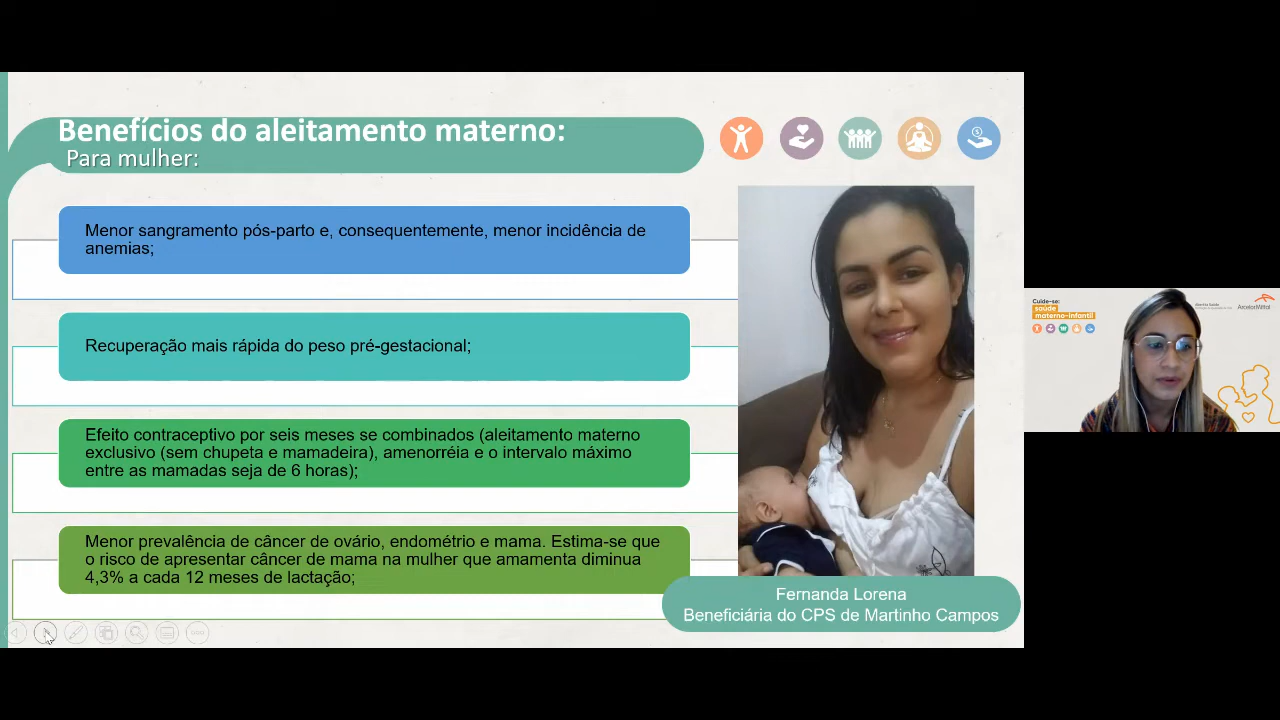 Benefícios do aleitamento materno:
Para mulher:
Menor sangramento pós-parto e, consequentemente, menor incidência de
anemias;
Recuperação mais rápida do peso pré-gestacional;
Efeito contraceptivo por seis meses se combinados (aleitamento materno
exclusivo (sem chupeta e mamadeira), amenorréia e o intervalo máximo
entre as mamadas seja de 6 horas);
Menor prevalência de câncer de ovário, endométrio e mama. Estima-se que
o risco de apresentar câncer de mama na mulher que amamenta diminua
4,3% a cada 12 meses de lactação;
Fernanda Lorena
Beneficiária do CPS de Martinho Campos
Cuide-se:
saúde
materno-infantil
ArcelorMittal